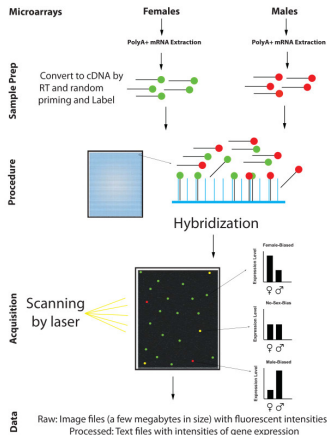 Microarrays
Females
Males
PolyA+ mRNA Extraction
PolyA+ mRNA Extraction
Sample Prep
Convert to cDNA by
RT and random
priming and Label
Procedure
Hybridization
Acquisition
Scanning
by laser
Female-Biased
Expression Level
♀ ♂
No-Sex-Bias
Expression Level
♀ ♂
Male-Biased
Expression Level
♀ ♂
Data
Raw: Image files (a few megabytes in size) with fluorescent intensities
Processed: Text files with intensities of gene expression